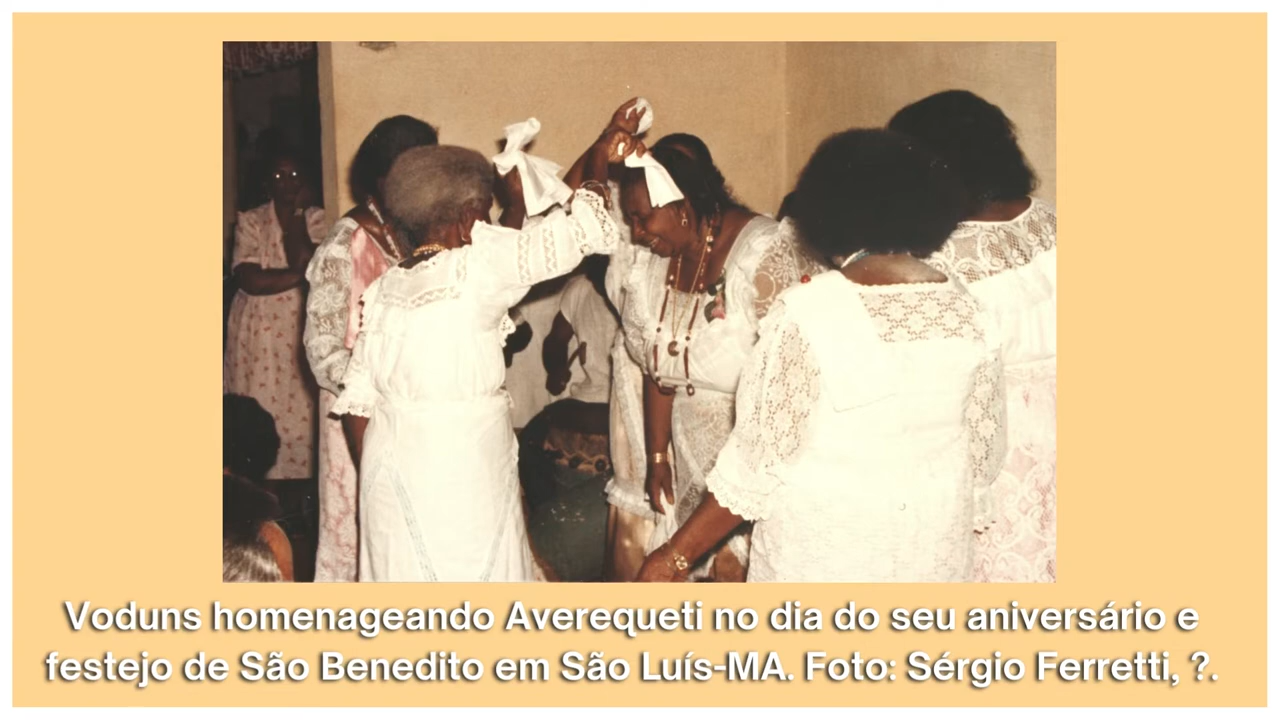 Voduns homenageando Averequeti no dia do seu aniversário e
festejo de São Benedito em São Luís-MA. Foto: Sérgio Ferretti, ?.